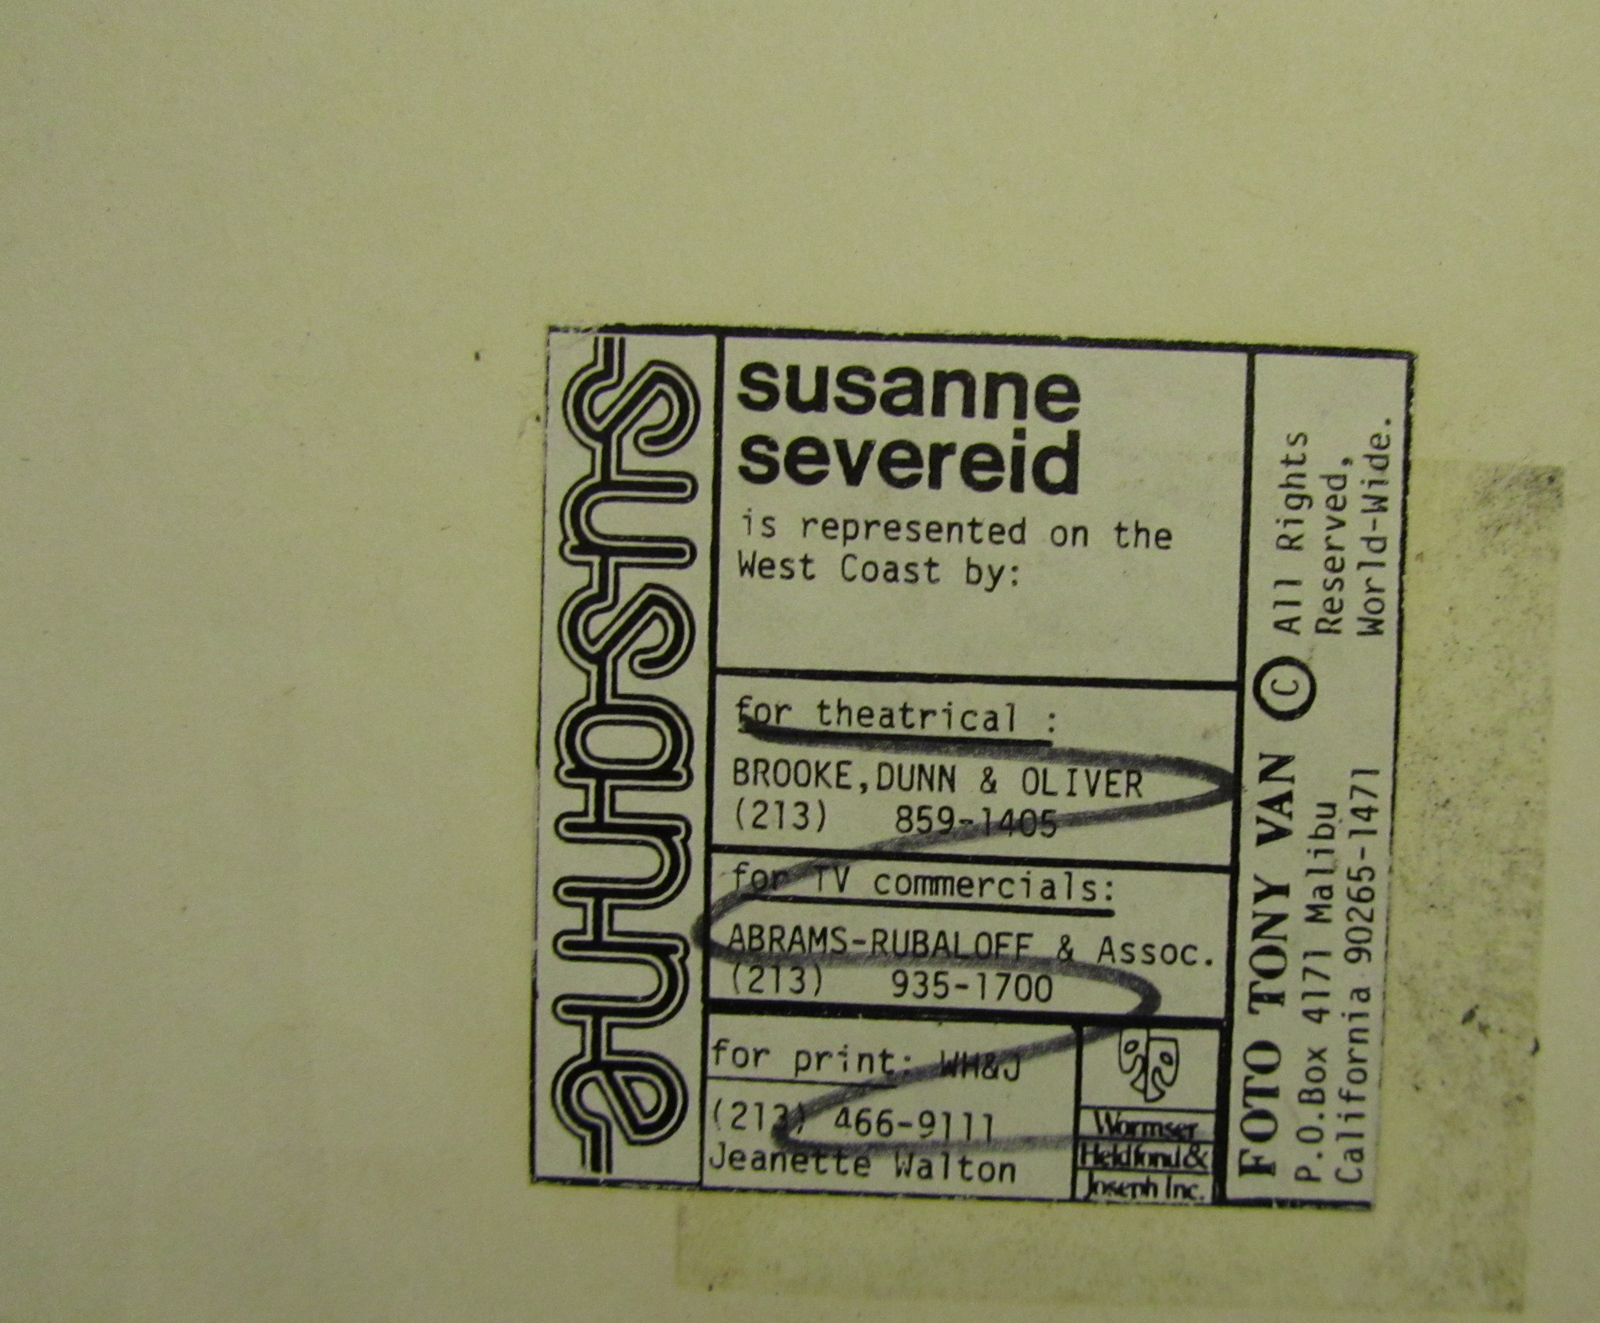 susanne
susanne
severeid
is represented on the
West Coast by:
for theatrical :
BROOKE,DUNN & OLIVER
(213) 859-1405
for TV commercials:
ABRAMS-RUBALOFF & Assoc.
(213) 935-1700
for print: WH&J
(213) 466-9111
Jeanette Walton
Wormser
Heldfond &
Joseph Inc.
FOTO TONY VAN ©
P.O.Box 4171 Malibu
California 90265-1471
All Rights
Reserved,
World-Wide.